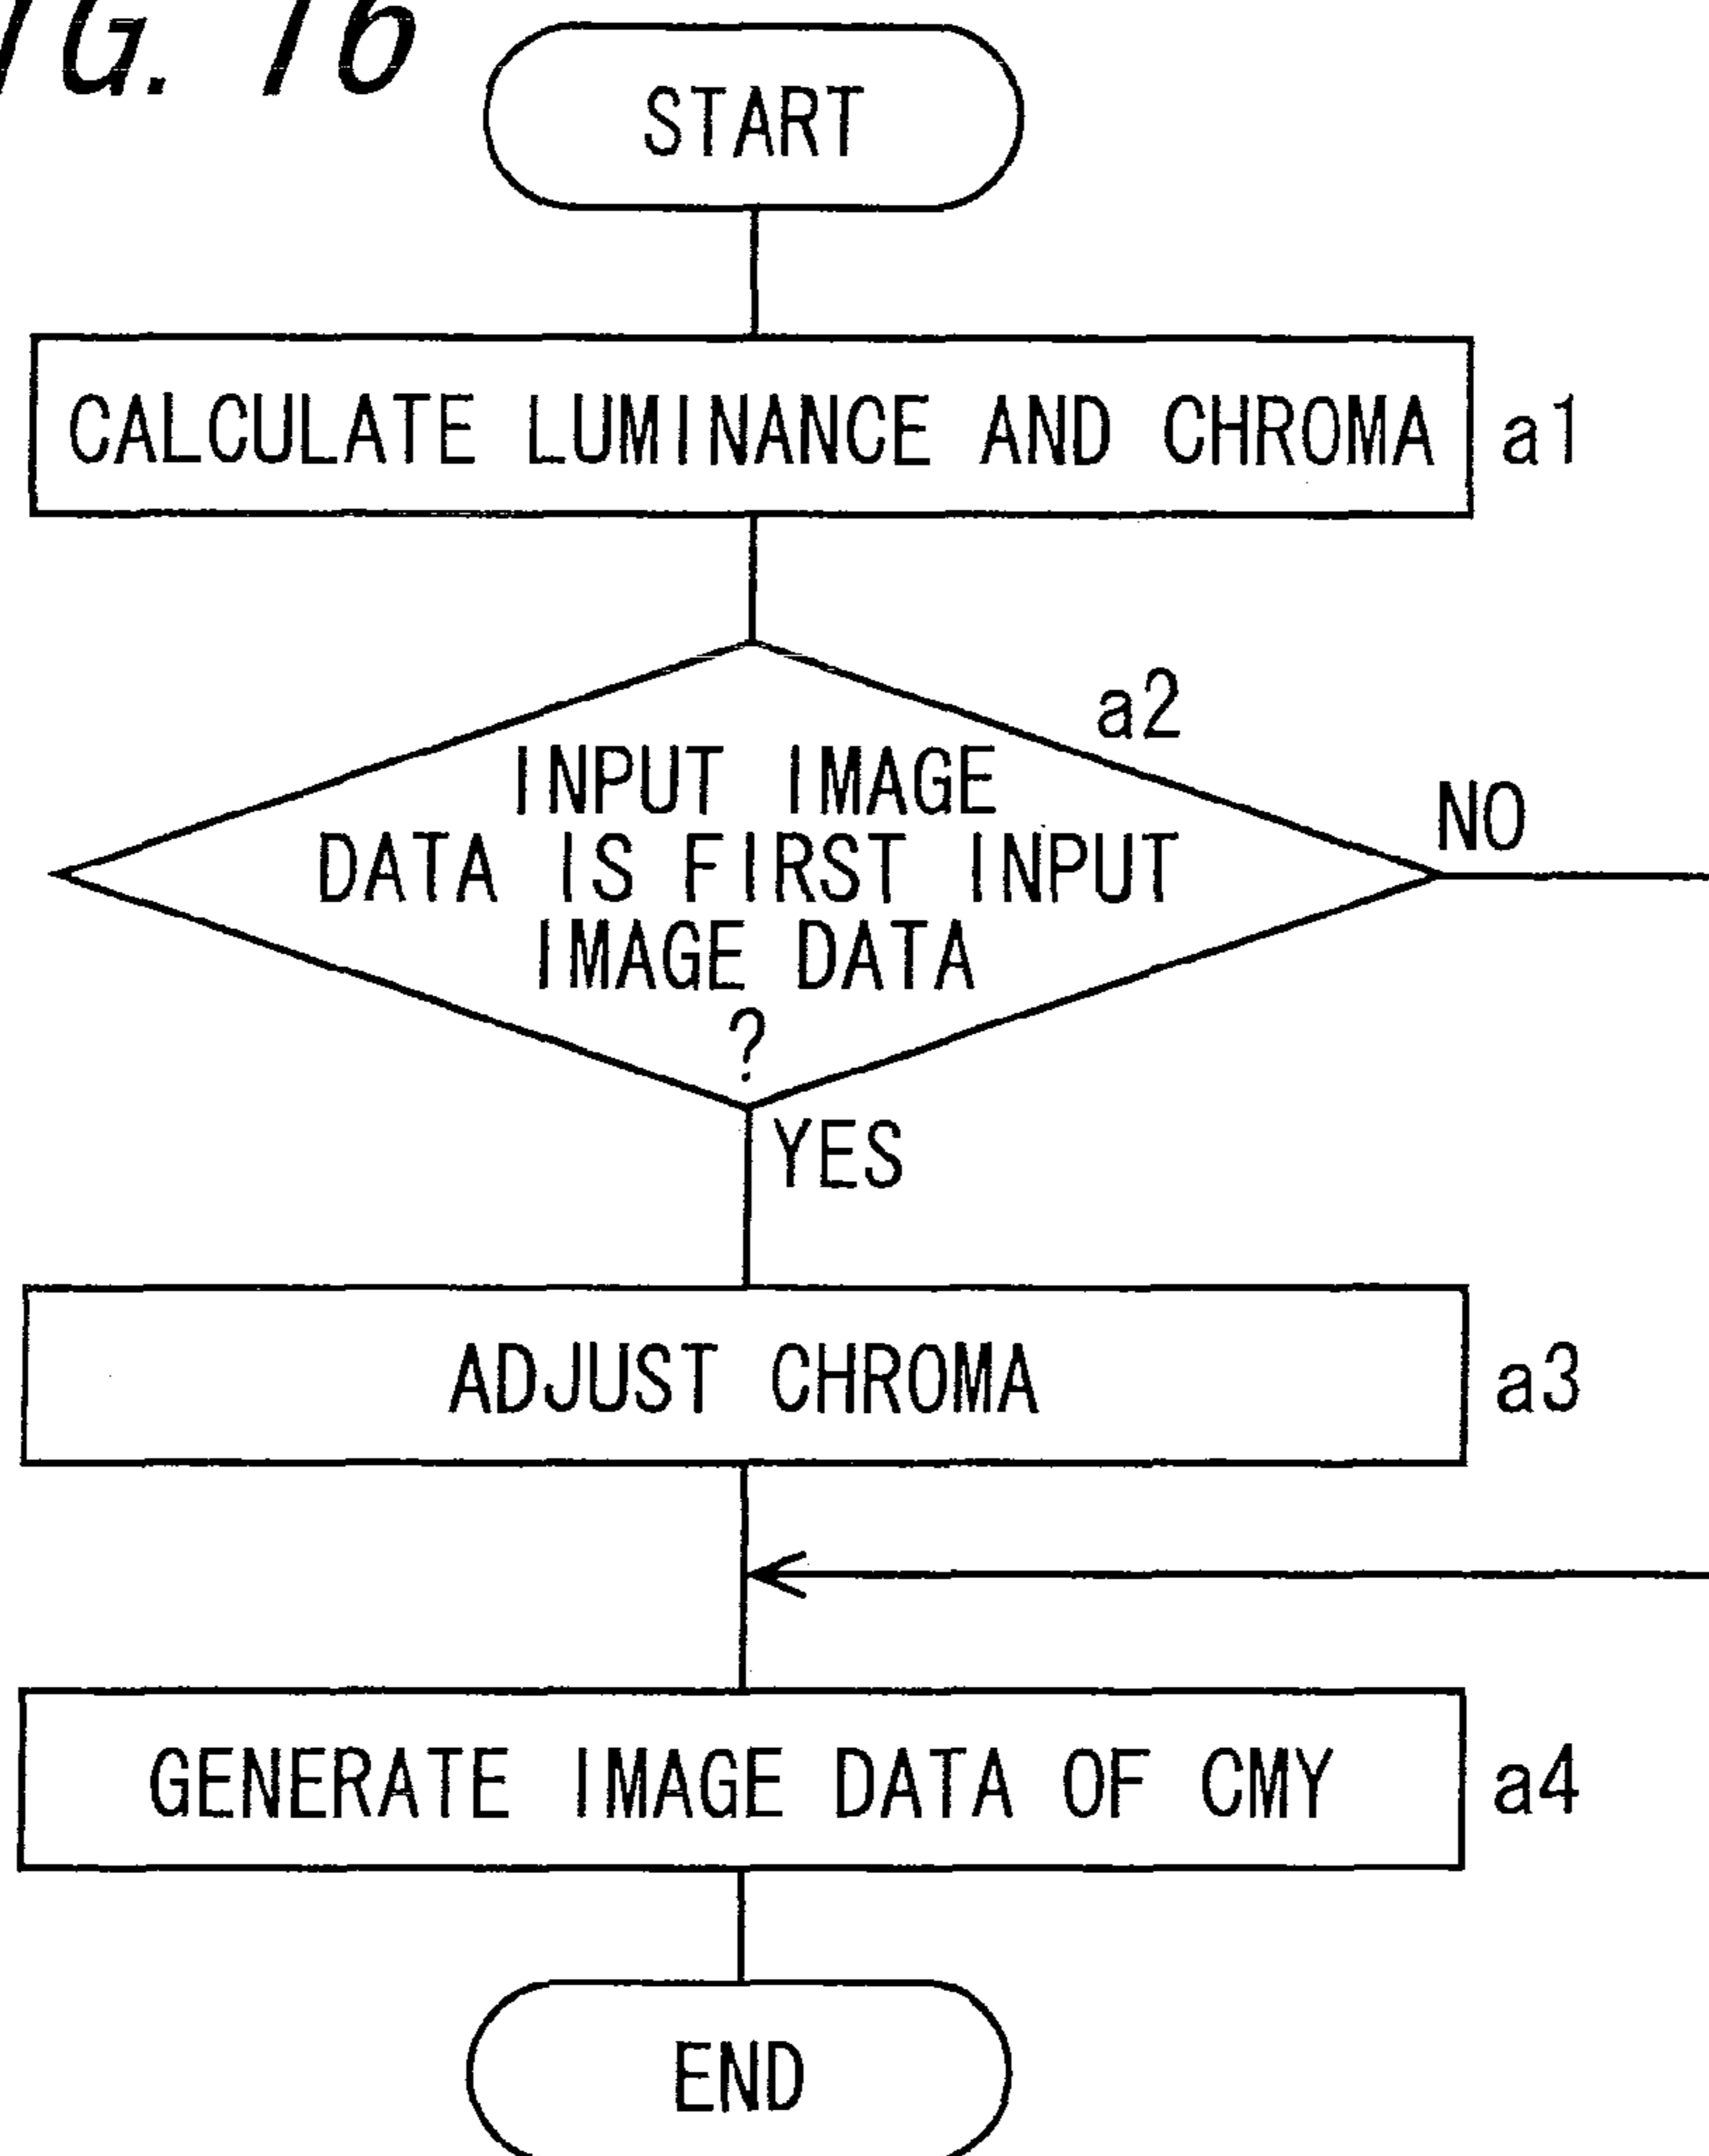 IG. 16
START
CALCULATE LUMINANCE AND CHROMA
a1
a2
INPUT IMAGE
DATA IS FIRST INPUT
IMAGE DATA
?
NO
YES
ADJUST CHROMA
a3
GENERATE IMAGE DATA OF CMY
a4
END